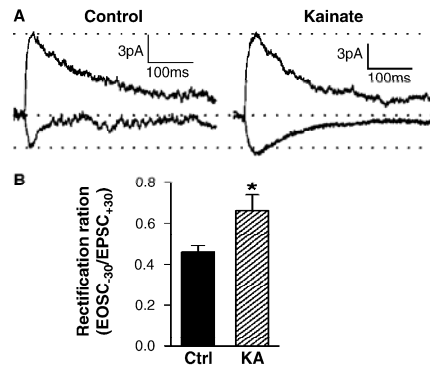 A Control Kainate
3pA
100ms
3pA
100ms
B
Rectification ration
(EOSC-30/EPSC+30)
0.8
0.6
0.4
0.2
0.0
*
Ctrl KA